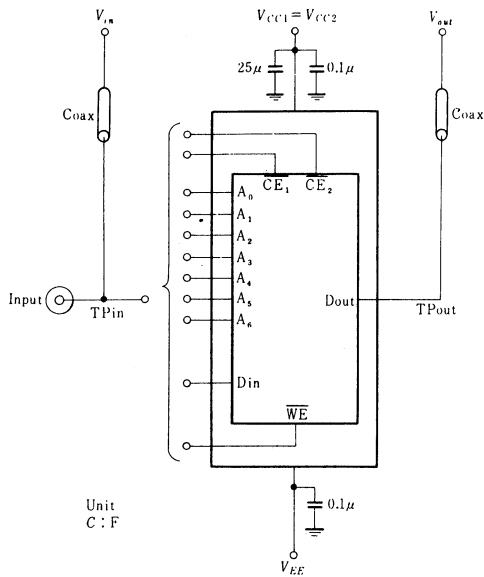 Vin
VCC1=VCC2
Vout
25μ
0.1μ
Coax
Coax
CE1
CE2
A0
A1
A2
A3
A4
A5
A6
Input
TPin
Dout
TPout
Din
WE
Unit
C : F
0.1μ
VEE